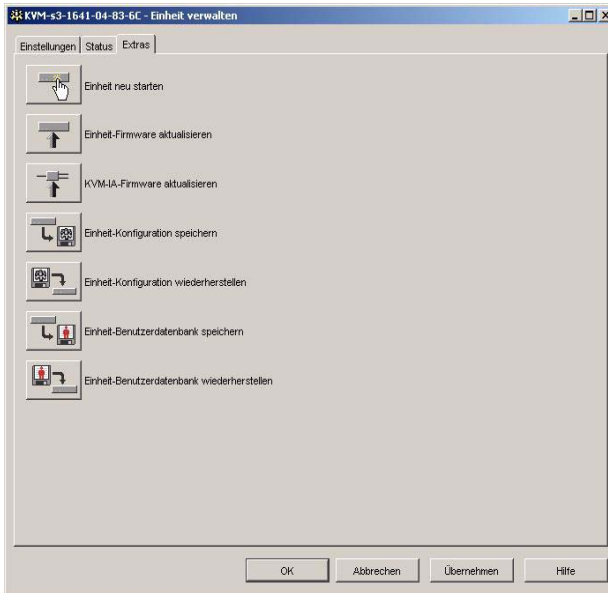 KVM-s3-1641-04-83-6C - Einheit verwalten
Einstellungen Status Extras
Einheit neu starten
Einheit-Firmware aktualisieren
KVM-IA-Firmware aktualisieren
Einheit-Konfiguration speichern
Einheit-Konfiguration wiederherstellen
Einheit-Benutzerdatenbank speichern
Einheit-Benutzerdatenbank wiederherstellen
OK Abbrechen Übernehmen Hilfe